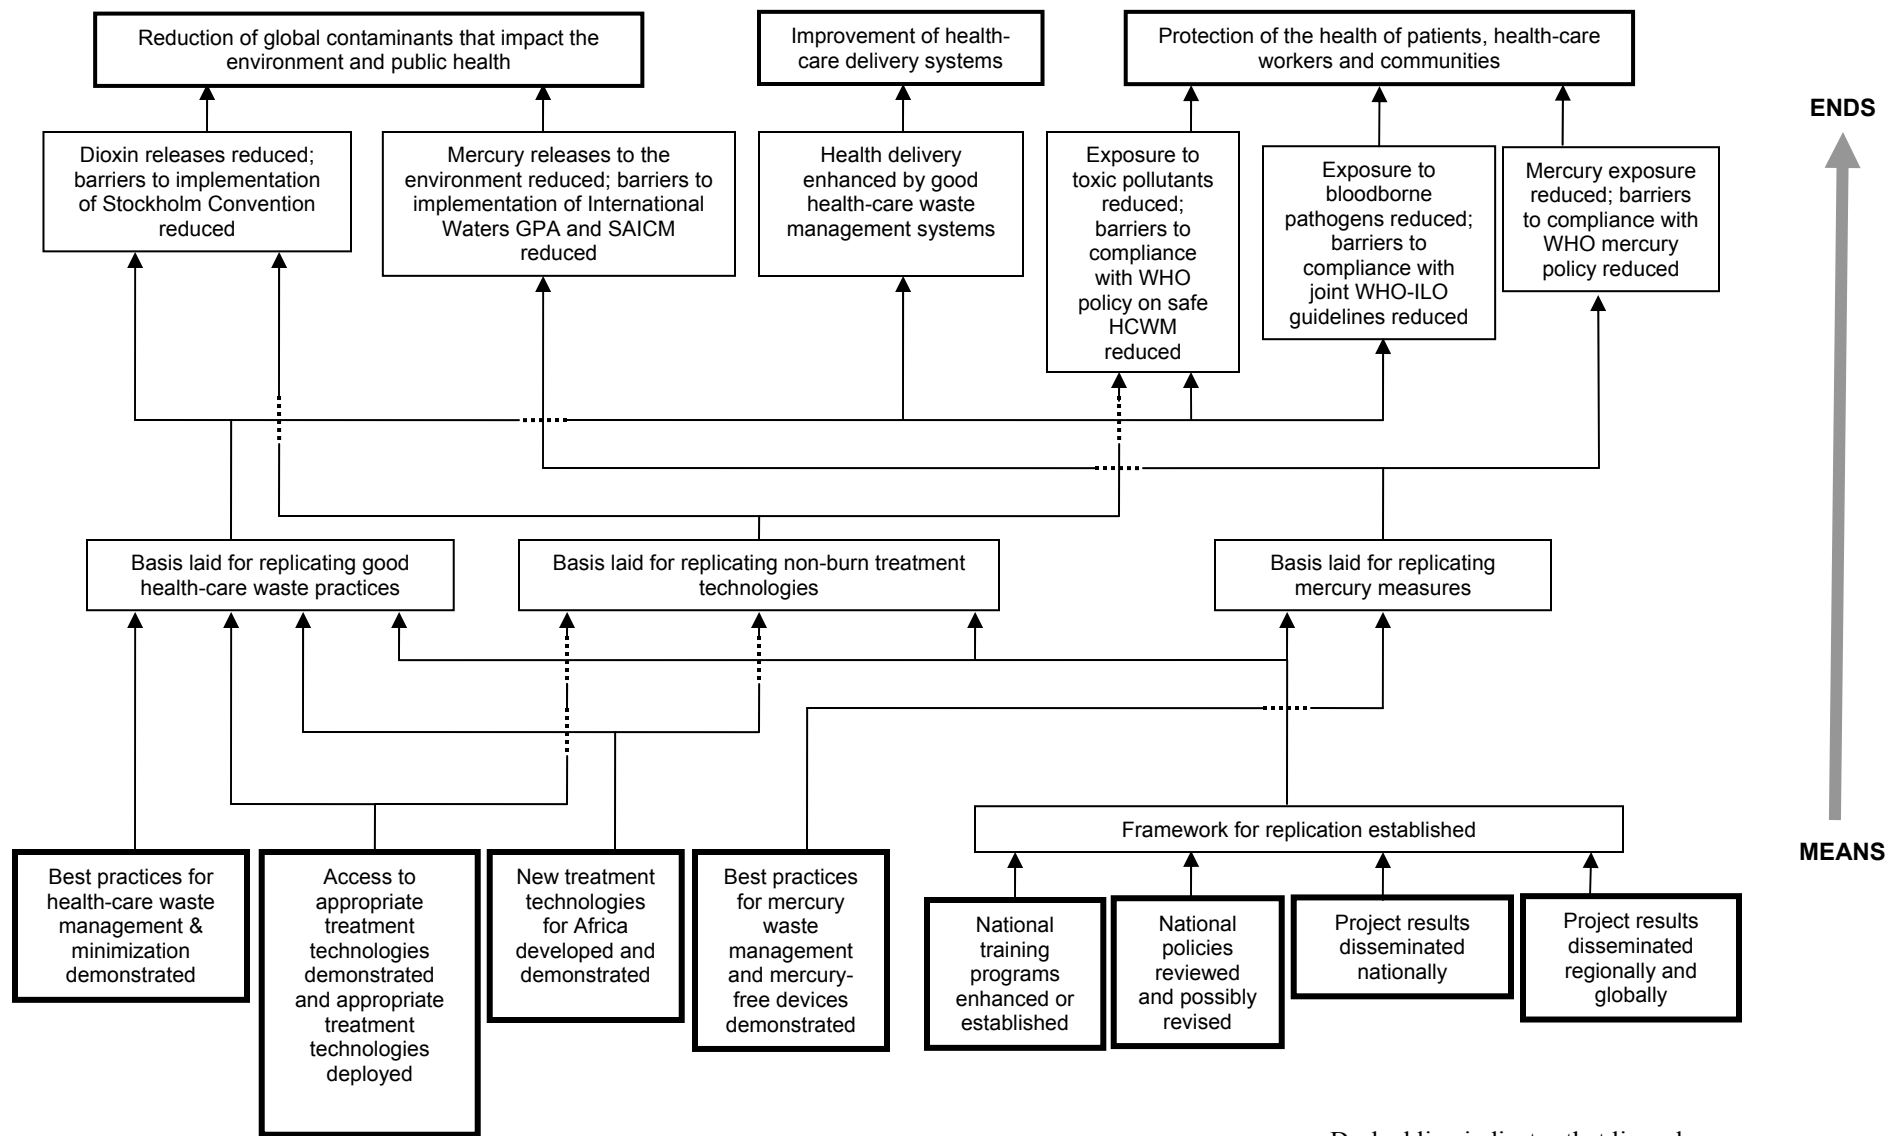 Reduction of global contaminants that impact the
environment and public health
Improvement of health-
care delivery systems
Protection of the health of patients, health-care
workers and communities
ENDS
Dioxin releases reduced;
barriers to implementation
of Stockholm Convention
reduced
Mercury releases to the
environment reduced; barriers to
implementation of International
Waters GPA and SAICM
reduced
Health delivery
enhanced by good
health-care waste
management systems
Exposure to
toxic pollutants
reduced;
barriers to
compliance
with WHO
policy on safe
HCWM
reduced
Exposure to
bloodborne
pathogens reduced;
barriers to
compliance with
joint WHO-ILO
guidelines reduced
Mercury exposure
reduced; barriers
to compliance with
WHO mercury
policy reduced
Basis laid for replicating good
health-care waste practices
Basis laid for replicating non-burn treatment
technologies
Basis laid for replicating
mercury measures
Framework for replication established
MEANS
Best practices for
health-care waste
management &
minimization
demonstrated
Access to
appropriate
treatment
technologies
demonstrated
and appropriate
treatment
technologies
deployed
New treatment
technologies
for Africa
developed and
demonstrated
Best practices
for mercury
waste
management
and mercury-
free devices
demonstrated
National
training
programs
enhanced or
established
National
policies
reviewed
and possibly
revised
Project results
disseminated
nationally
Project results
disseminated
regionally and
globally